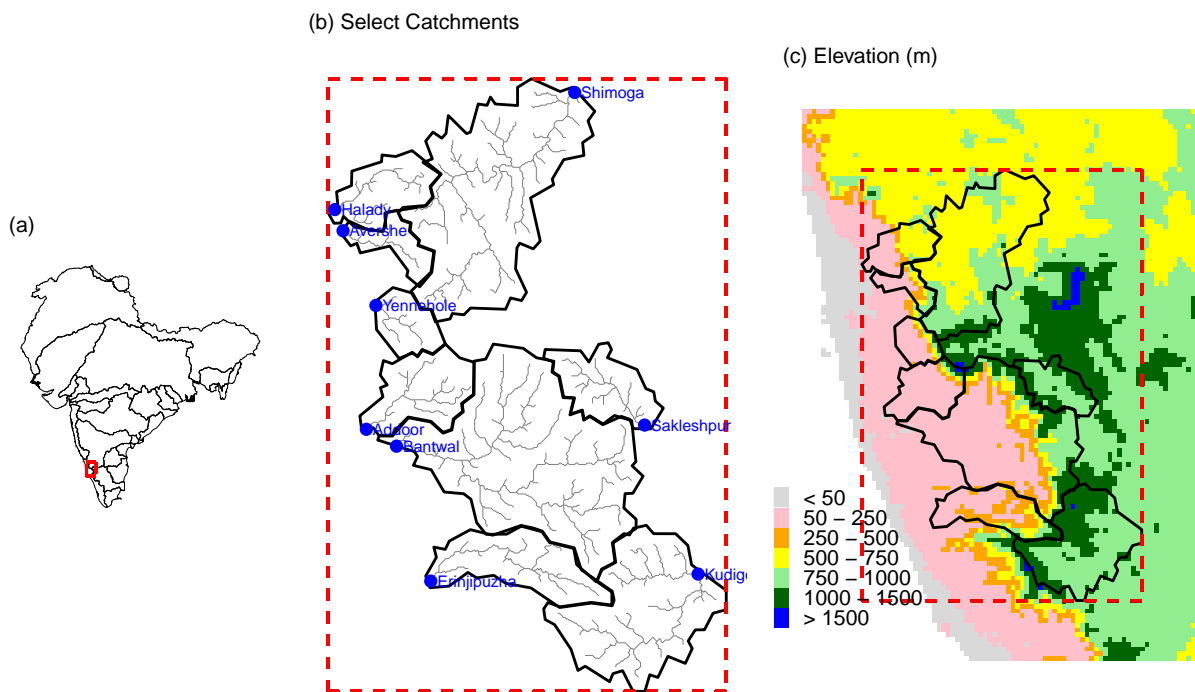 (b) Select Catchments
(c) Elevation (m)
(a)
Shimoga
Halady
Avershe
Yennehole
Addoor
Bantwal
Sakleshpur
Erinjipuzha
Kudige
< 50
50 – 250
250 – 500
500 – 750
750 – 1000
1000 – 1500
> 1500